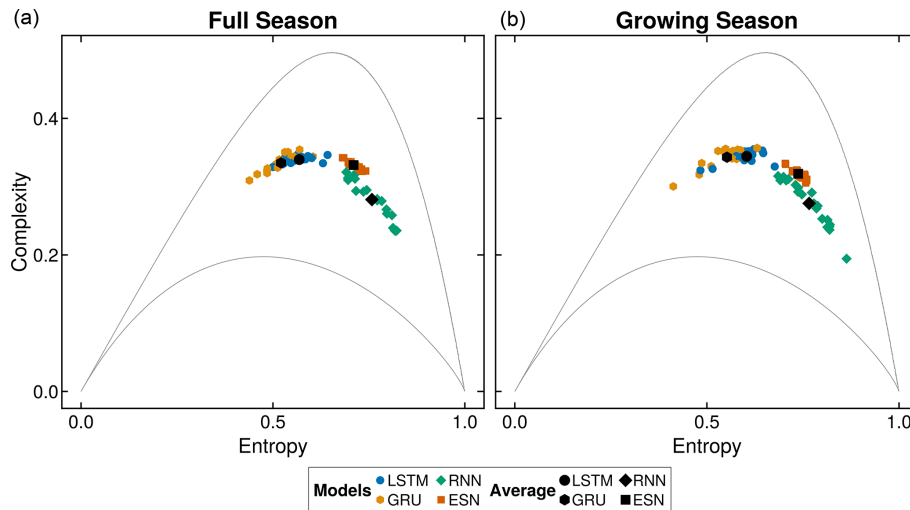 (a) Full Season
(b) Growing Season
Complexity
0.4
0.2
0.0
0.0 0.5 1.0
0.0 0.5 1.0
Entropy
Entropy
Models LSTM RNN GRU ESN
Average LSTM RNN GRU ESN